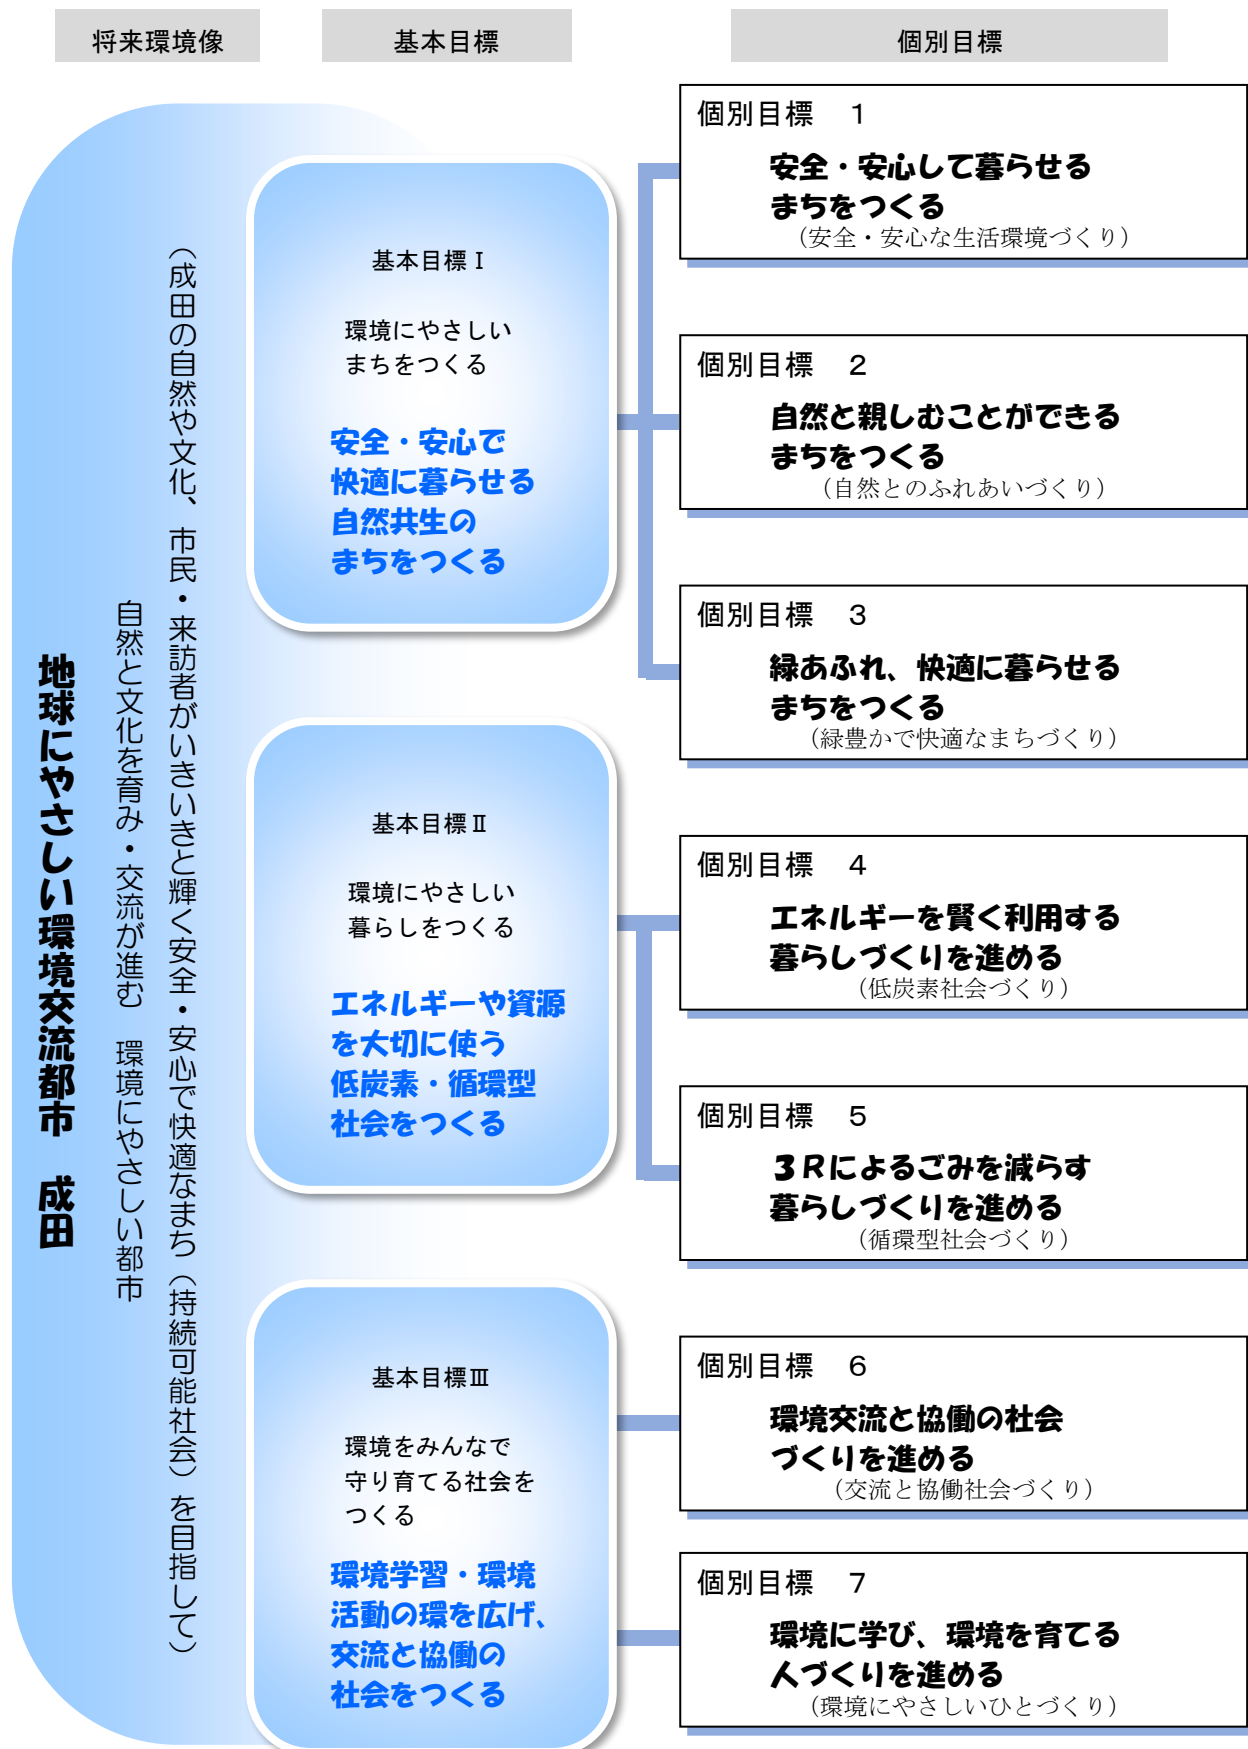 将来環境像
基本目標
個別目標
地球にやさしい環境交流都市　成田
自然と文化を育み・交流が進む　環境にやさしい都市
（成田の自然や文化、市民・来訪者がいきいきと輝く安全・安心で快適なまち（持続可能社会）を目指して）
基本目標Ⅰ
環境にやさしい
まちをつくる
安全・安心で
快適に暮らせる
自然共生の
まちをつくる
個別目標　１
安全・安心して暮らせる
まちをつくる
（安全・安心な生活環境づくり）
個別目標　２
自然と親しむことができる
まちをつくる
（自然とのふれあいづくり）
個別目標　３
緑あふれ、快適に暮らせる
まちをつくる
（緑豊かで快適なまちづくり）
基本目標Ⅱ
環境にやさしい
暮らしをつくる
エネルギーや資源
を大切に使う
低炭素・循環型
社会をつくる
個別目標　４
エネルギーを賢く利用する
暮らしづくりを進める
（低炭素社会づくり）
個別目標　５
３Ｒによるごみを減らす
暮らしづくりを進める
（循環型社会づくり）
基本目標Ⅲ
環境をみんなで
守り育てる社会を
つくる
環境学習・環境
活動の環を広げ、
交流と協働の
社会をつくる
個別目標　６
環境交流と協働の社会
づくりを進める
（交流と協働社会づくり）
個別目標　７
環境に学び、環境を育てる
人づくりを進める
（環境にやさしいひとづくり）